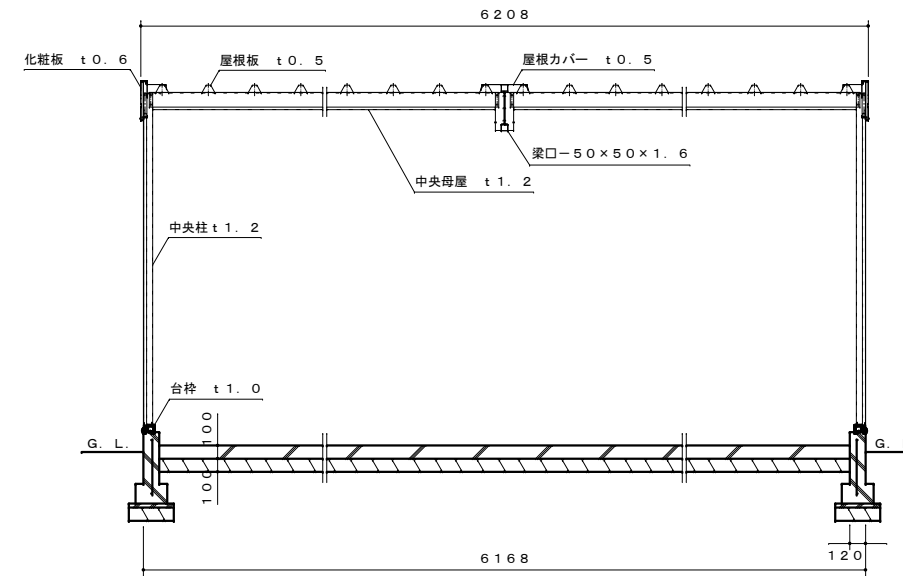 6208
化粧板 t0.6
屋根板 t0.5
屋根カバー t0.5
梁口-50×50×1.6
中央母屋 t1.2
中央柱t1.2
台枠 t1.0
G.L.
100
100
G.
120
6168